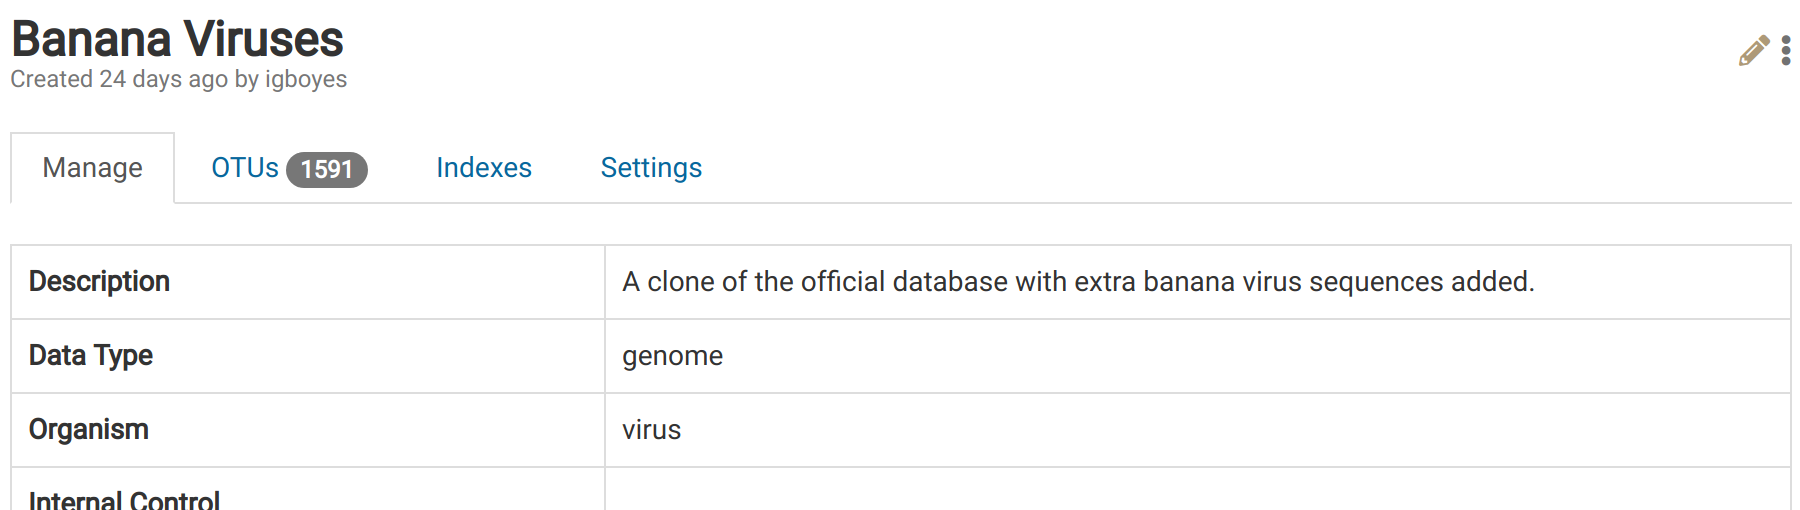 Banana Viruses
Created 24 days ago by igboyes
Manage OTUs 1591 Indexes Settings
Description A clone of the official database with extra banana virus sequences added.
Data Type genome
Organism virus
Internal Control